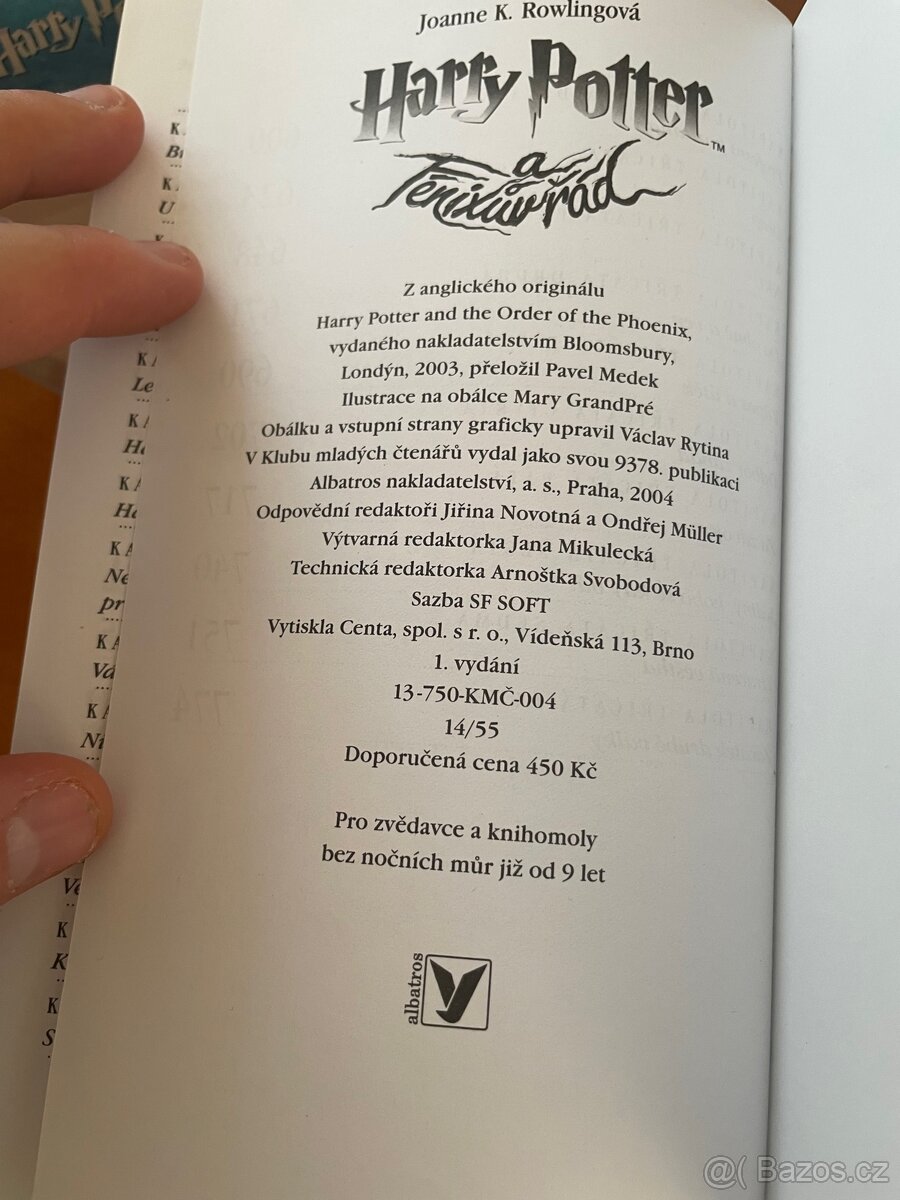 Harry P
Joanne K. Rowlingová
Harry Potter™
a
Fénixův řád
Z anglického originálu
Harry Potter and the Order of the Phoenix,
vydaného nakladatelstvím Bloomsbury,
Londýn, 2003, přeložil Pavel Medek
Ilustrace na obálce Mary GrandPré
Obálku a vstupní strany graficky upravil Václav Rytina
V Klubu mladých čtenářů vydal jako svou 9378. publikaci
Albatros nakladatelství, a. s., Praha, 2004
Odpovědní redaktoři Jiřina Novotná a Ondřej Müller
Výtvarná redaktorka Jana Mikulecká
Technická redaktorka Arnoštka Svobodová
Sazba SF SOFT
Vytiskla Centa, spol. s r. o., Vídeňská 113, Brno
1. vydání
13-750-KMČ-004
14/55
Doporučená cena 450 Kč
Pro zvědavce a knihomoly
bez nočních můr již od 9 let
albatros
@( Bazos.cz